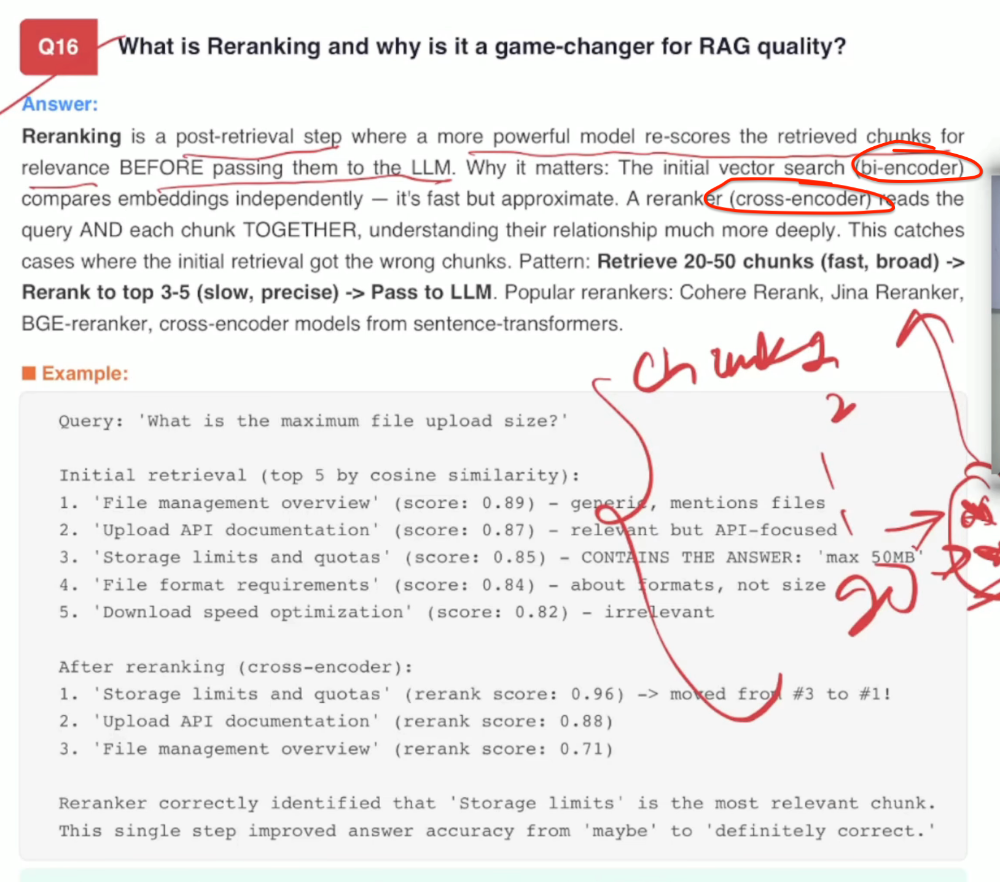 Q16 What is Reranking and why is it a game-changer for RAG quality?
Answer:
Reranking is a post-retrieval step where a more powerful model re-scores the retrieved chunks for
relevance BEFORE passing them to the LLM. Why it matters: The initial vector search (bi-encoder)
compares embeddings independently — it's fast but approximate. A reranker (cross-encoder) reads the
query AND each chunk TOGETHER, understanding their relationship much more deeply. This catches
cases where the initial retrieval got the wrong chunks. Pattern: Retrieve 20-50 chunks (fast, broad) ->
Rerank to top 3-5 (slow, precise) -> Pass to LLM. Popular rerankers: Cohere Rerank, Jina Reranker,
BGE-reranker, cross-encoder models from sentence-transformers.
chunks 1
2
Example:
Query: 'What is the maximum file upload size?'
Initial retrieval (top 5 by cosine similarity):
1. 'File management overview' (score: 0.89) - generic, mentions files
2. 'Upload API documentation' (score: 0.87) - relevant but API-focused
3. 'Storage limits and quotas' (score: 0.85) - CONTAINS THE ANSWER: 'max 50MB'
4. 'File format requirements' (score: 0.84) - about formats, not size
5. 'Download speed optimization' (score: 0.82) - irrelevant
After reranking (cross-encoder):
1. 'Storage limits and quotas' (rerank score: 0.96) -> moved from #3 to #1!
2. 'Upload API documentation' (rerank score: 0.88)
3. 'File management overview' (rerank score: 0.71)
Reranker correctly identified that 'Storage limits' is the most relevant chunk.
This single step improved answer accuracy from 'maybe' to 'definitely correct.'